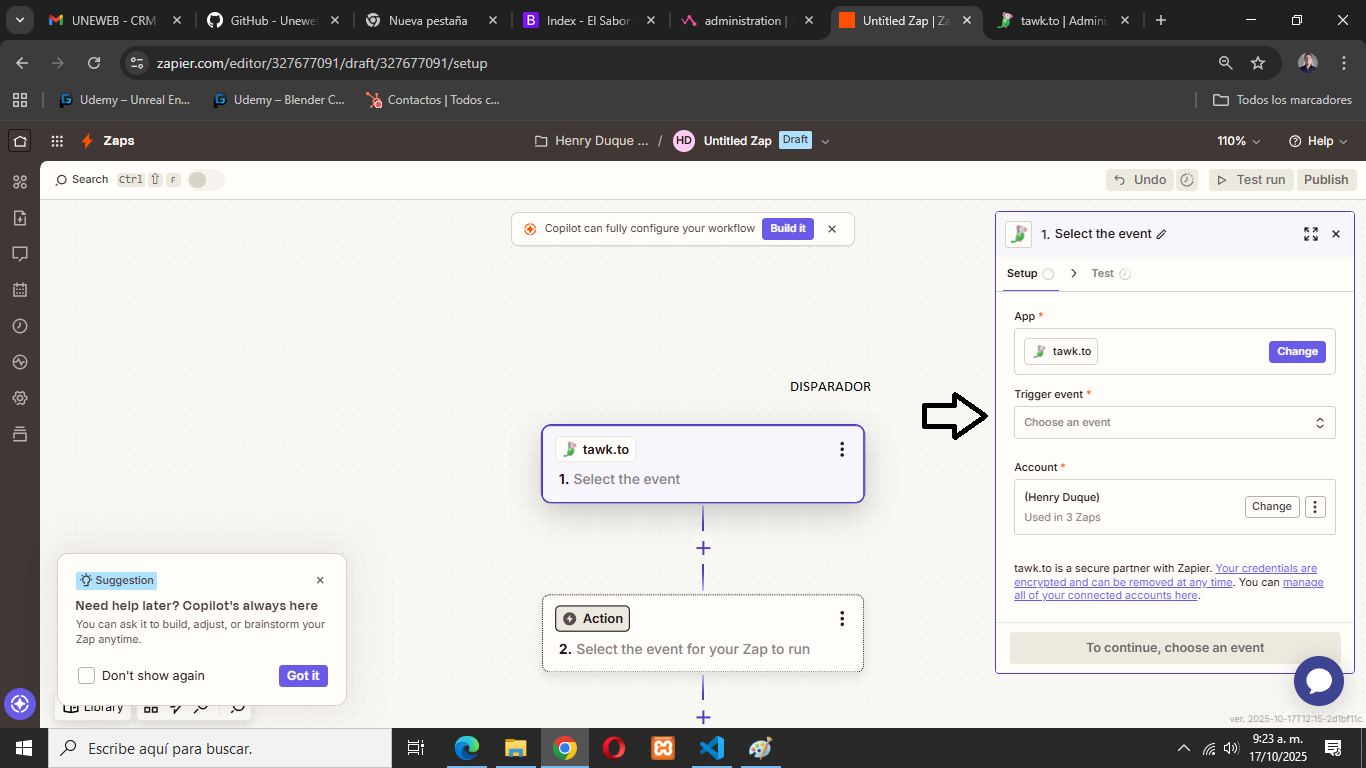 UNEWEB - CRM
GitHub - Unewe
Nueva pestaña
Index - El Sabor
administration |
Untitled Zap | Za
tawk.to | Admini
zapier.com/editor/327677091/draft/327677091/setup
Udemy – Unreal En...
Udemy – Blender C...
Contactos | Todos c...
Todos los marcadores
Zaps
Henry Duque ... / HD Untitled Zap Draft
110%
Help
Search Ctrl ⇧ F
Undo
Test run
Publish
Copilot can fully configure your workflow Build it
1. Select the event
Setup
Test
App *
tawk.to
Change
DISPARADOR
Trigger event *
Choose an event
tawk.to
1. Select the event
Account *
(Henry Duque)
Used in 3 Zaps
Change
tawk.to is a secure partner with Zapier. Your credentials are
encrypted and can be removed at any time. You can manage
all of your connected accounts here.
To continue, choose an event
Action
2. Select the event for your Zap to run
Suggestion
Need help later? Copilot's always here
You can ask it to build, adjust, or brainstorm your
Zap anytime.
Don't show again
Got it
Library
ver. 2025-10-17T12:15-2d1bf11c
Escribe aquí para buscar.
9:23 a. m.
17/10/2025